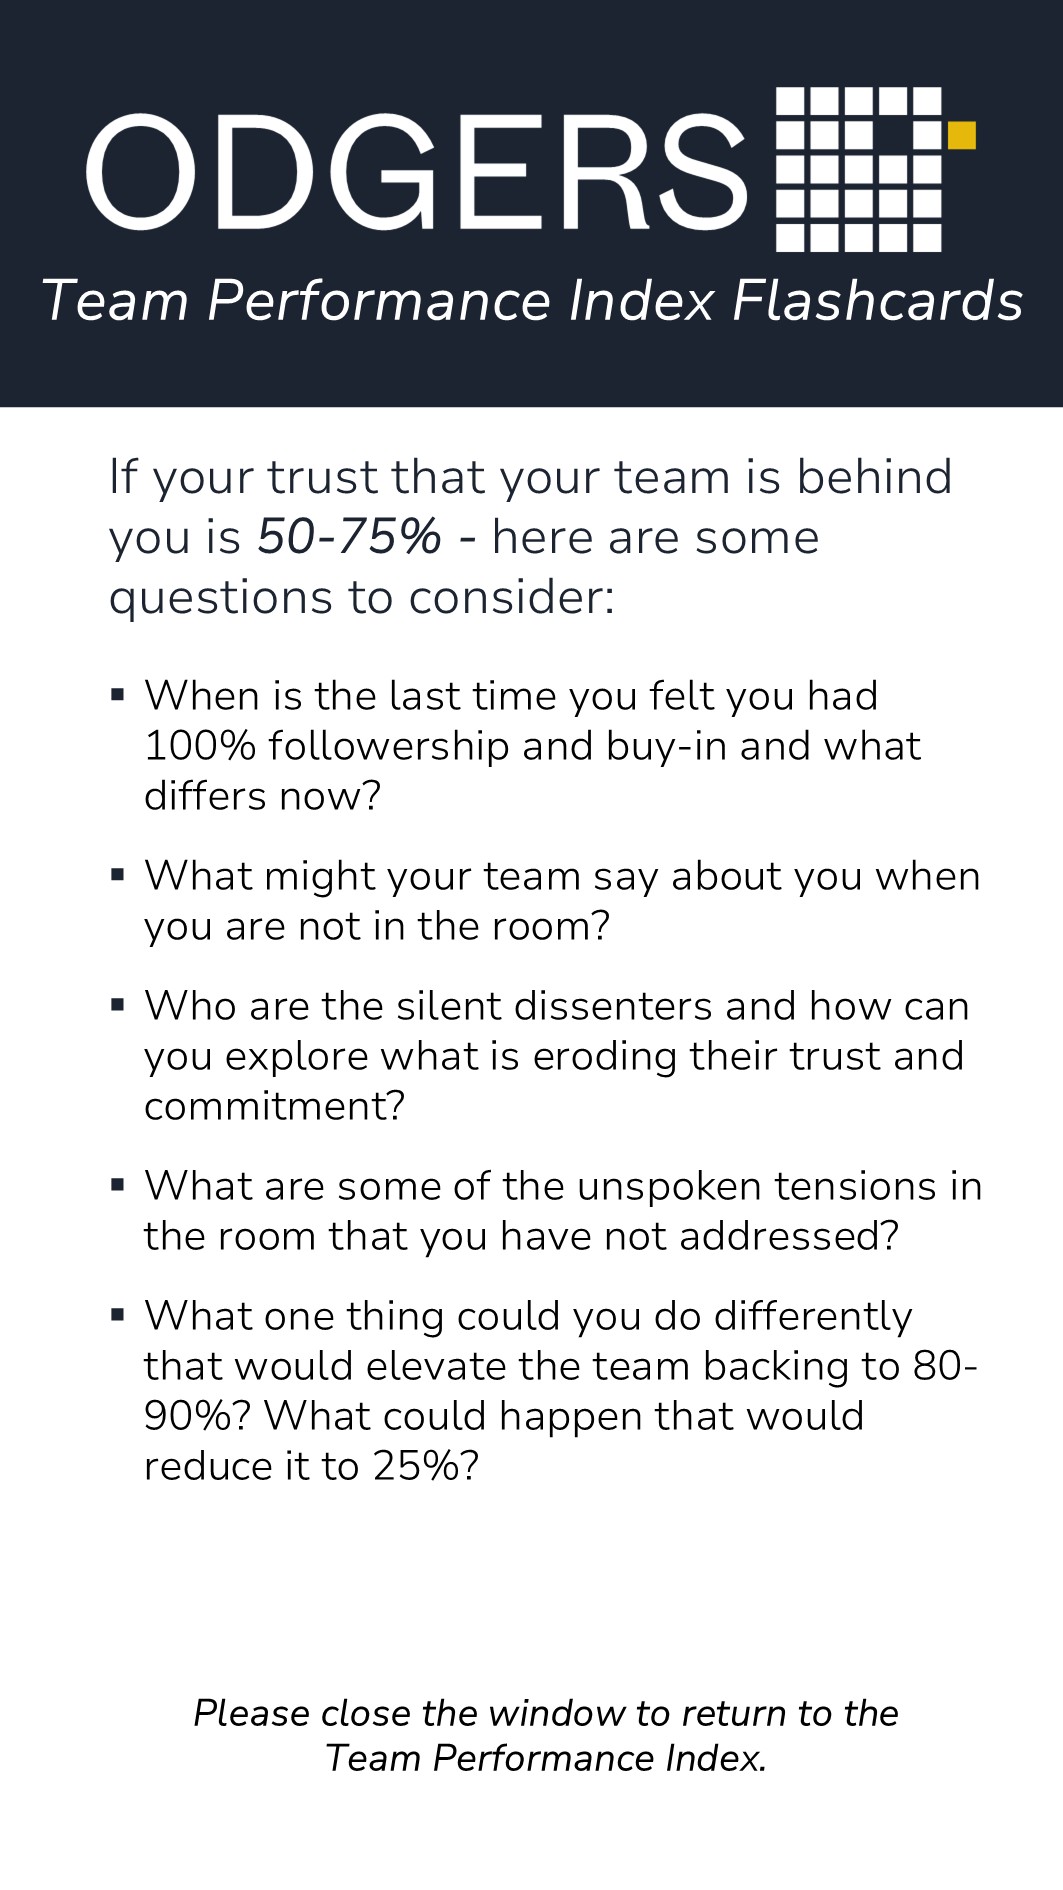 ODGERS
Team Performance Index Flashcards
If your trust that your team is behind
you is 50-75% - here are some
questions to consider:
▪ When is the last time you felt you had
100% followership and buy-in and what
differs now?
▪ What might your team say about you when
you are not in the room?
▪ Who are the silent dissenters and how can
you explore what is eroding their trust and
commitment?
▪ What are some of the unspoken tensions in
the room that you have not addressed?
▪ What one thing could you do differently
that would elevate the team backing to 80-
90%? What could happen that would
reduce it to 25%?
Please close the window to return to the
Team Performance Index.